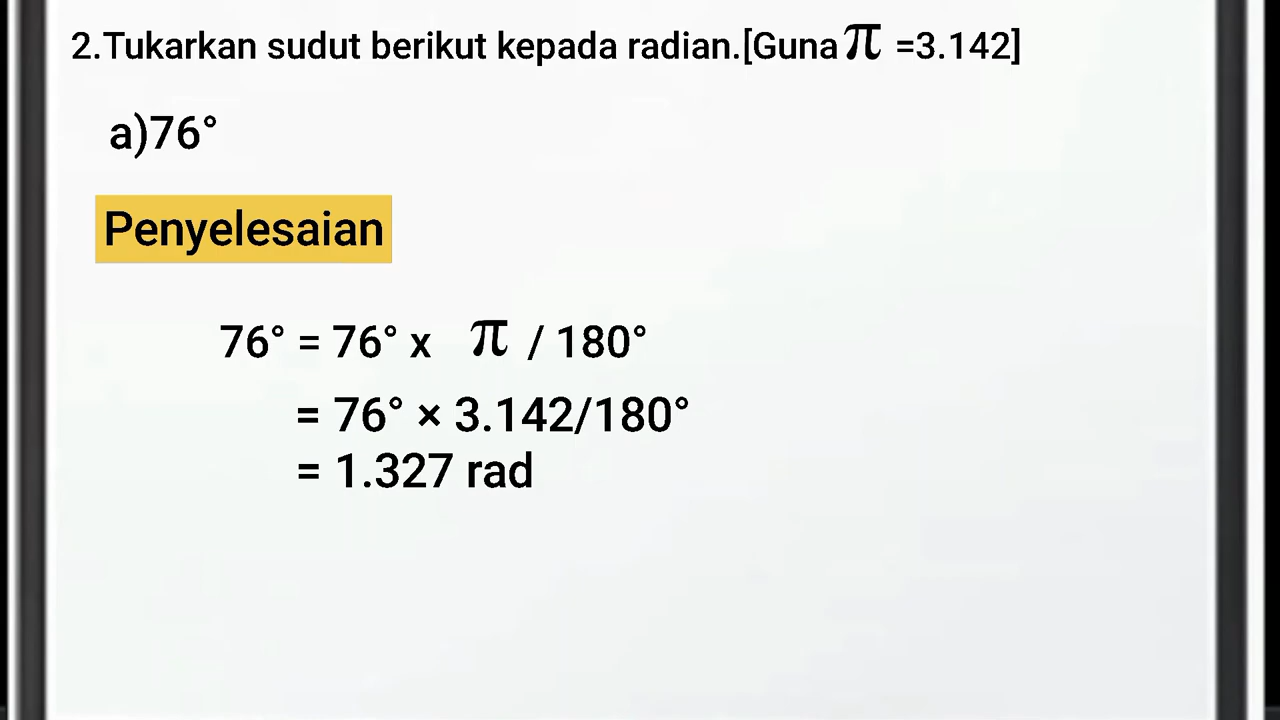 2.Tukarkan sudut berikut kepada radian.[Guna π =3.142]
a)76°
Penyelesaian
76° = 76° x π / 180°
= 76° × 3.142/180°
= 1.327 rad